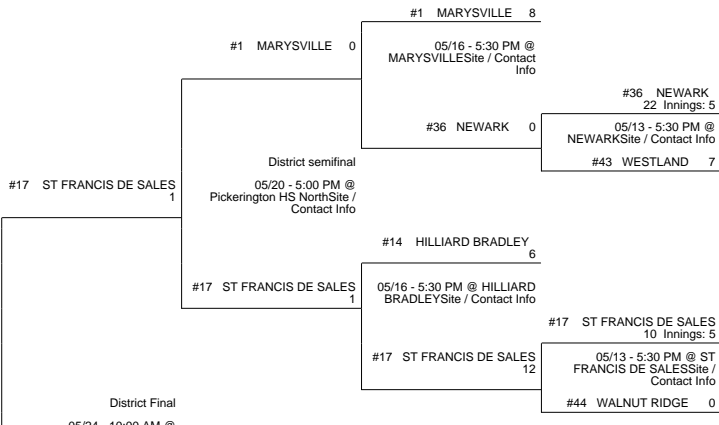 #1 MARYSVILLE 8
#1 MARYSVILLE 0
05/16 - 5:30 PM @
MARYSVILLESite / Contact
Info
#36 NEWARK
22 Innings: 5
#36 NEWARK 0
05/13 - 5:30 PM @
NEWARKSite / Contact Info
#43 WESTLAND 7
District semifinal
#17 ST FRANCIS DE SALES
1
05/20 - 5:00 PM @
Pickerington HS NorthSite /
Contact Info
#14 HILLIARD BRADLEY
6
#17 ST FRANCIS DE SALES
1
05/16 - 5:30 PM @ HILLIARD
BRADLEYSite / Contact Info
#17 ST FRANCIS DE SALES
10 Innings: 5
#17 ST FRANCIS DE SALES
12
05/13 - 5:30 PM @ ST
FRANCIS DE SALESSite /
Contact Info
#44 WALNUT RIDGE 0
District Final
05/24 - 10:00 AM @